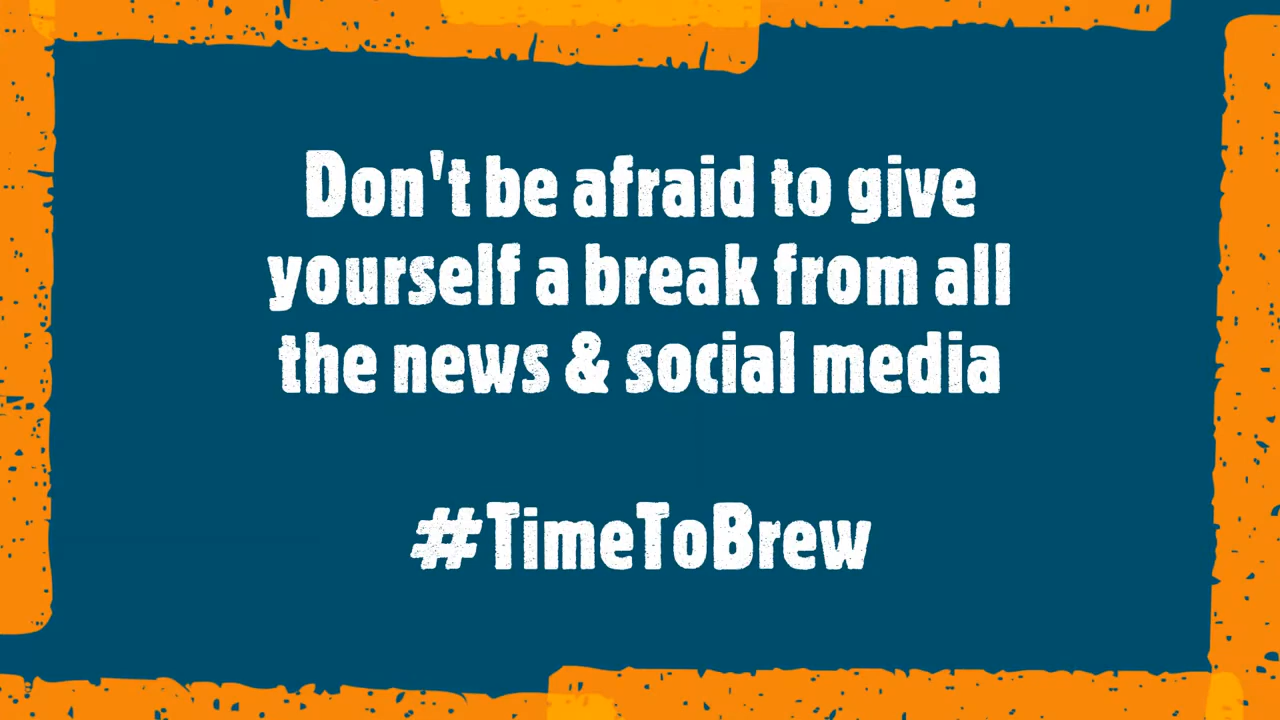 Don't be afraid to give
yourself a break from all
the news & social media
#TimeToBrew